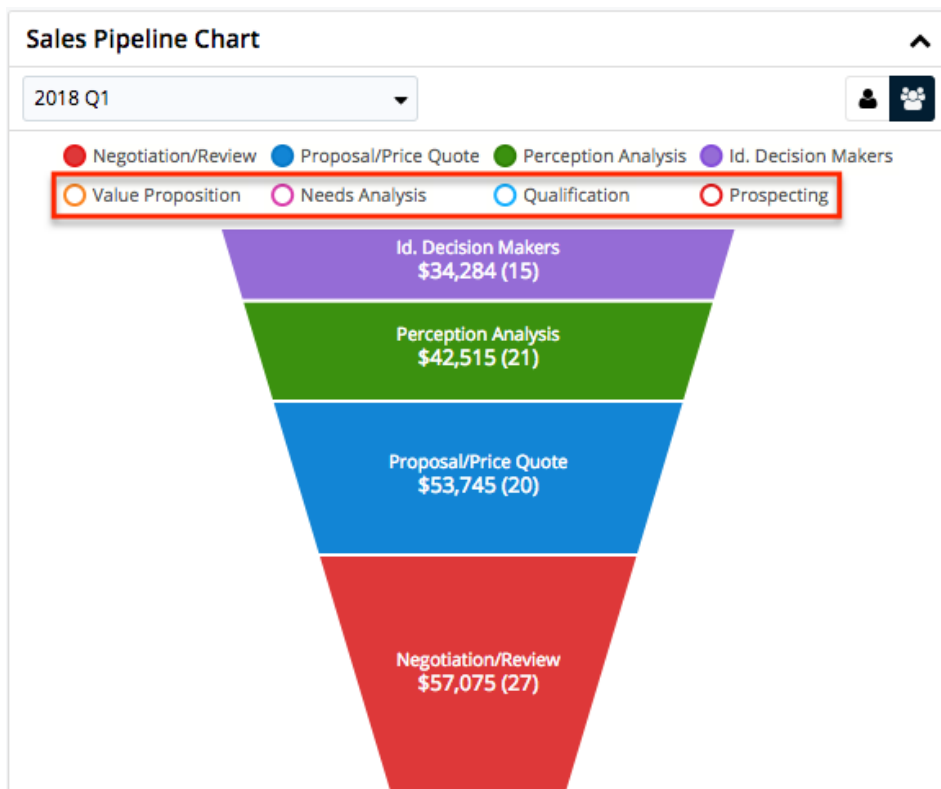 Sales Pipeline Chart
2018 Q1
Negotiation/Review Proposal/Price Quote Perception Analysis Id. Decision Makers
Value Proposition Needs Analysis Qualification Prospecting
Id. Decision Makers
$34,284 (15)
Perception Analysis
$42,515 (21)
Proposal/Price Quote
$53,745 (20)
Negotiation/Review
$57,075 (27)